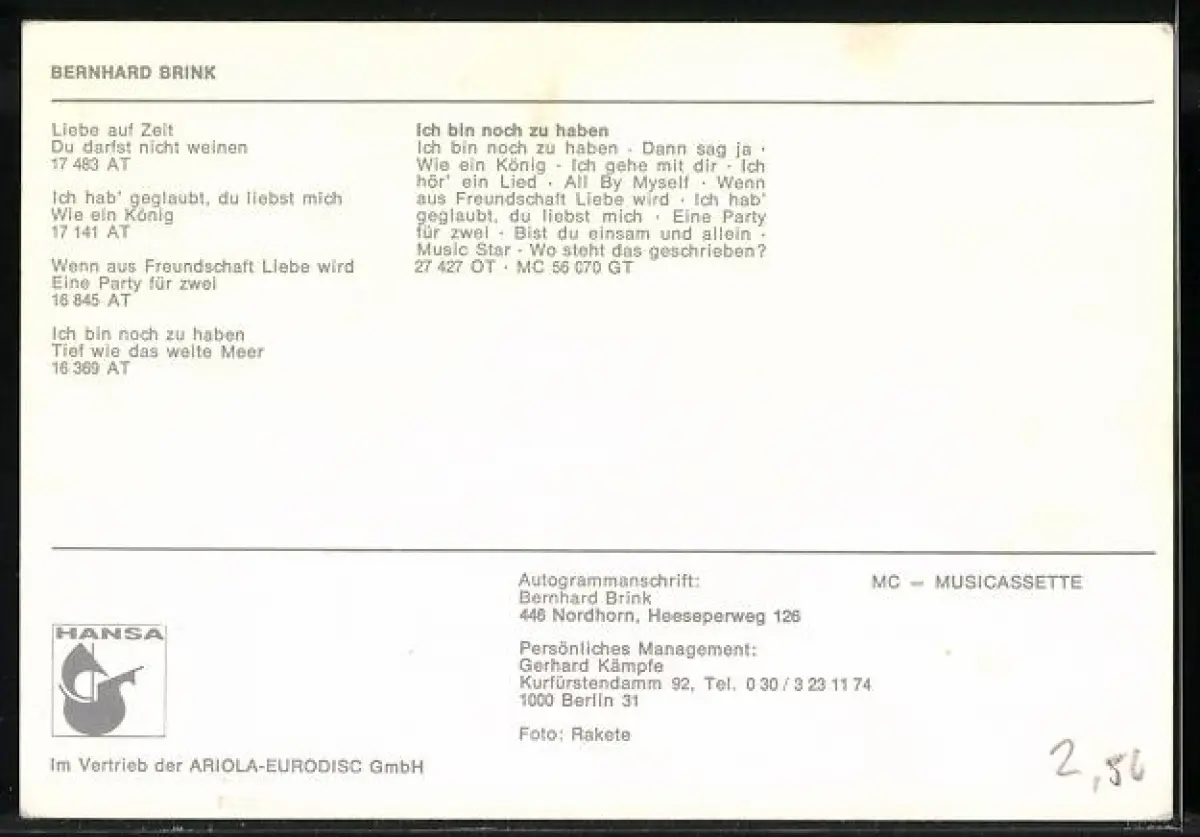 BERNHARD BRINK
Liebe auf Zeit
Du darfst nicht weinen
17 483 AT
Ich hab' geglaubt, du liebst mich
Wie ein König
17 141 AT
Wenn aus Freundschaft Liebe wird
Eine Party für zwei
16 845 AT
Ich bin noch zu haben
Tief wie das weite Meer
16 369 AT
Ich bin noch zu haben
Ich bin noch zu haben · Dann sag ja ·
Wie ein König · Ich gehe mit dir · Ich
hör' ein Lied · All By Myself · Wenn
aus Freundschaft Liebe wird · Ich hab'
geglaubt, du liebst mich · Eine Party
für zwei · Bist du einsam und allein ·
Music Star · Wo steht das geschrieben?
27 427 OT · MC 56 070 GT
Autogrammanschrift:
Bernhard Brink
446 Nordhorn, Heeseperweg 126
Persönliches Management:
Gerhard Kämpfe
Kurfürstendamm 92, Tel. 0 30 / 3 23 11 74
1000 Berlin 31
Foto: Rakete
MC — MUSICASSETTE
HANSA
Im Vertrieb der ARIOLA-EURODISC GmbH